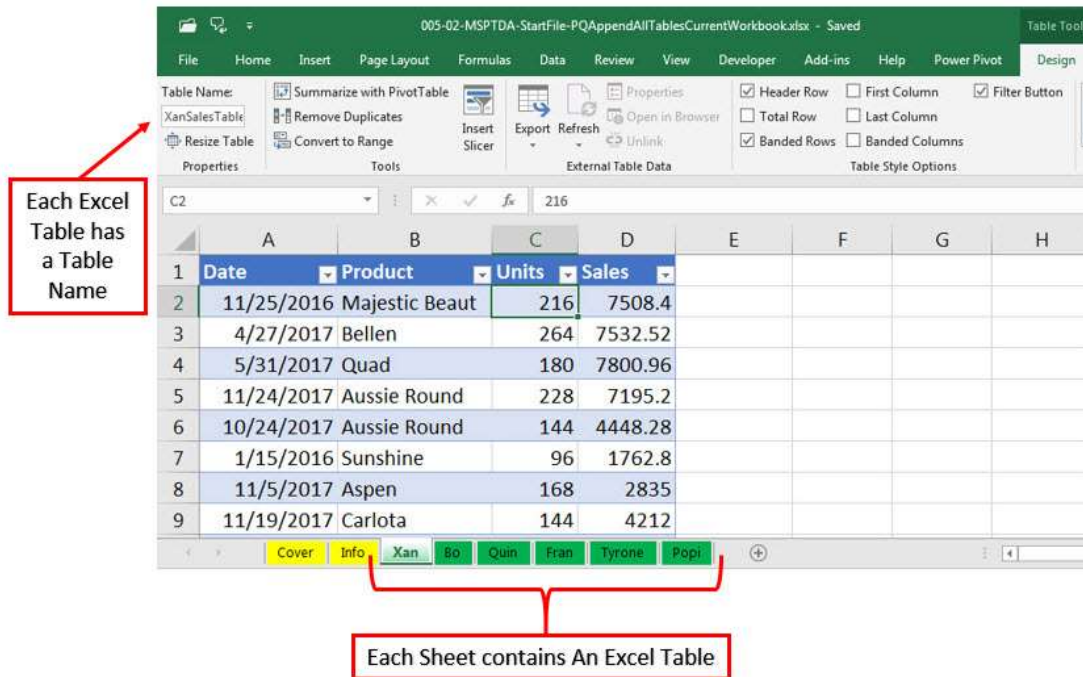 005-02-MSPTDA-StartFile-PQAppendAllTablesCurrentWorkbook.xlsx - Saved
Table Tool
File Home Insert Page Layout Formulas Data Review View Developer Add-ins Help Power Pivot Design
Table Name:
XanSalesTable
Resize Table
Properties
Summarize with PivotTable
Remove Duplicates
Convert to Range
Tools
Insert
Slicer
Export Refresh
Properties
Open in Browser
Unlink
External Table Data
Header Row First Column Filter Button
Total Row Last Column
Banded Rows Banded Columns
Table Style Options
Each Excel
Table has
a Table
Name
C2 fx 216
A B C D E F G H
1 Date Product Units Sales
2 11/25/2016 Majestic Beaut 216 7508.4
3 4/27/2017 Bellen 264 7532.52
4 5/31/2017 Quad 180 7800.96
5 11/24/2017 Aussie Round 228 7195.2
6 10/24/2017 Aussie Round 144 4448.28
7 1/15/2016 Sunshine 96 1762.8
8 11/5/2017 Aspen 168 2835
9 11/19/2017 Carlota 144 4212
Cover Info Xan Bo Quin Fran Tyrone Popi
Each Sheet contains An Excel Table